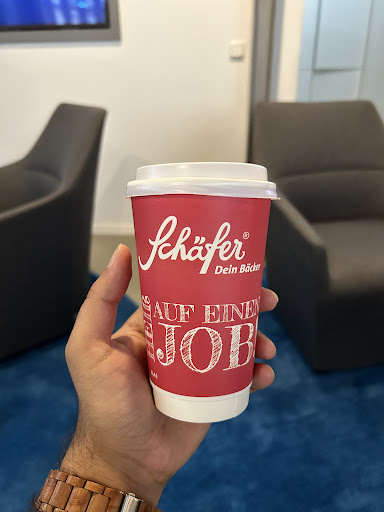 Schäfer®
Dein Bäcker
AUF EINEN
JOB